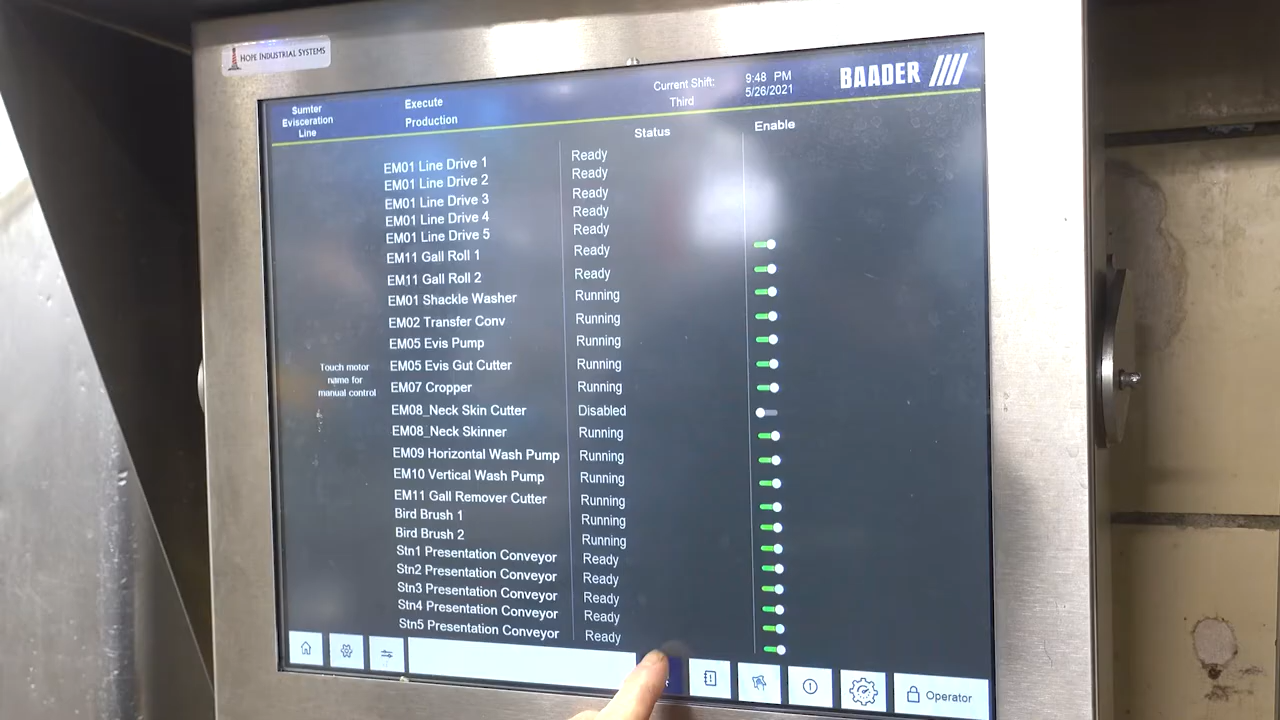 HOPE INDUSTRIAL SYSTEMS
Sumter
Evisceration
Line
Execute
Production
Current Shift:
Third
9:48 PM
5/26/2021
BAADER
Status
Enable
EM01 Line Drive 1 Ready
EM01 Line Drive 2 Ready
EM01 Line Drive 3 Ready
EM01 Line Drive 4 Ready
EM01 Line Drive 5 Ready
EM11 Gall Roll 1 Ready
EM11 Gall Roll 2 Ready
EM01 Shackle Washer Running
EM02 Transfer Conv Running
EM05 Evis Pump Running
EM05 Evis Gut Cutter Running
EM07 Cropper Running
EM08_Neck Skin Cutter Disabled
EM08_Neck Skinner Running
EM09 Horizontal Wash Pump Running
EM10 Vertical Wash Pump Running
EM11 Gall Remover Cutter Running
Bird Brush 1 Running
Bird Brush 2 Running
Stn1 Presentation Conveyor Ready
Stn2 Presentation Conveyor Ready
Stn3 Presentation Conveyor Ready
Stn4 Presentation Conveyor Ready
Stn5 Presentation Conveyor Ready
Touch motor
name for
manual control
Operator